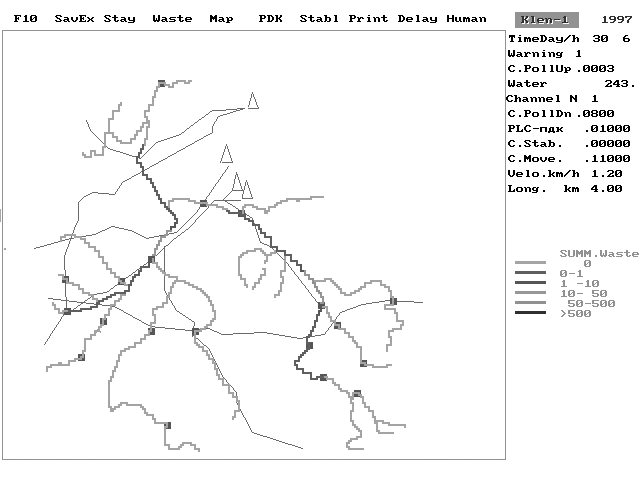 F10 SavEx Stay Waste Map PDK Stabl Print Delay Human Klen-1 1997
TimeDay/h 30 6
Warning 1
C.PollUp .0003
Water 243.
Channel N 1
C.PollDn .0800
PLC-пдк .01000
C.Stab. .00000
C.Move. .11000
Velo.km/h 1.20
Long. km 4.00
SUMM.Waste
0
0-1
1 -10
10- 50
50-500
>500